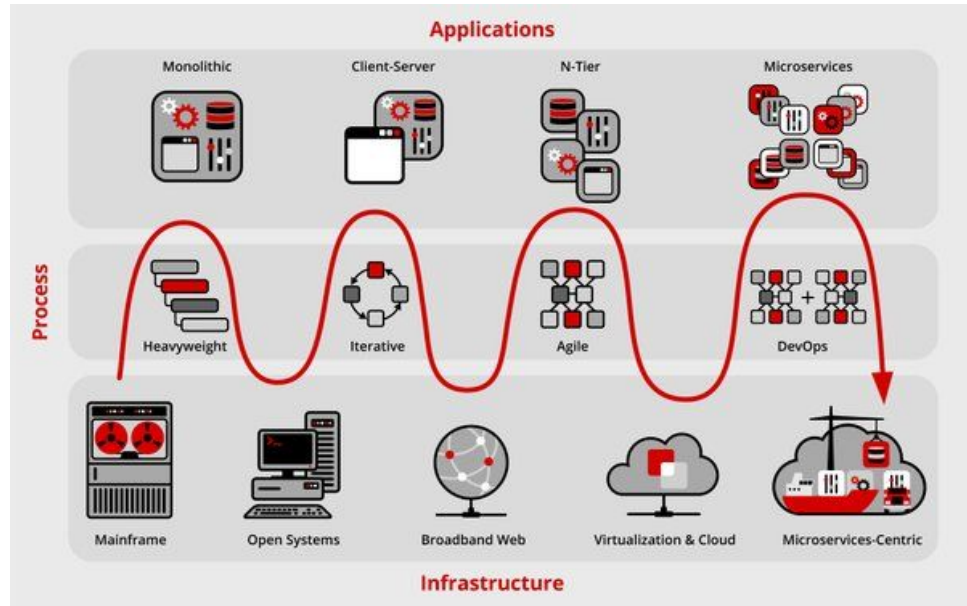 Applications
Monolithic
Client-Server
N-Tier
Microservices
Process
Heavyweight
Iterative
Agile
DevOps
+
Mainframe
Open Systems
Broadband Web
Virtualization & Cloud
Microservices-Centric
Infrastructure